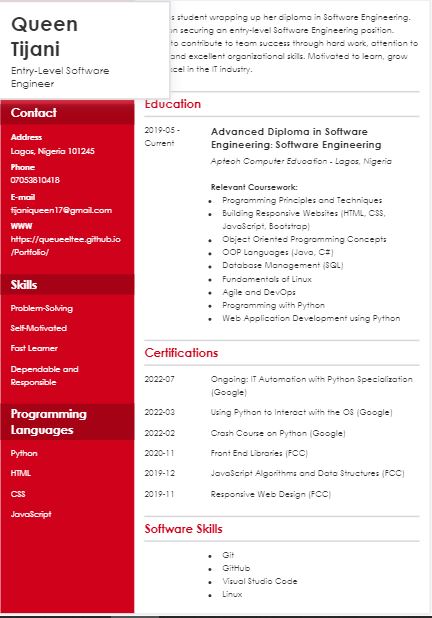 Queen
Tijani
Entry-Level Software
Engineer
Contact
Address
Lagos, Nigeria 101245
Phone
07053810418
E-mail
tijaniqueen17@gmail.com
WWW
https://queueeltee.github.io
/Portfolio/
Skills
Problem-Solving
Self-Motivated
Fast Learner
Dependable and
Responsible
Programming
Languages
Python
HTML
CSS
JavaScript
student wrapping up her diploma in Software Engineering.
securing an entry-level Software Engineering position.
to contribute to team success through hard work, attention to
and excellent organizational skills. Motivated to learn, grow
in the IT industry.
Education
2019-05 -
Current
Advanced Diploma in Software
Engineering: Software Engineering
Aptech Computer Education - Lagos, Nigeria
Relevant Coursework:
• Programming Principles and Techniques
• Building Responsive Websites (HTML, CSS,
JavaScript, Bootstrap)
• Object Oriented Programming Concepts
• OOP Languages (Java, C#)
• Database Management (SQL)
• Fundamentals of Linux
• Agile and DevOps
• Programming with Python
• Web Application Development using Python
Certifications
2022-07 Ongoing: IT Automation with Python Specialization
(Google)
2022-03 Using Python to Interact with the OS (Google)
2022-02 Crash Course on Python (Google)
2020-11 Front End Libraries (FCC)
2019-12 JavaScript Algorithms and Data Structures (FCC)
2019-11 Responsive Web Design (FCC)
Software Skills
• Git
• GitHub
• Visual Studio Code
• Linux